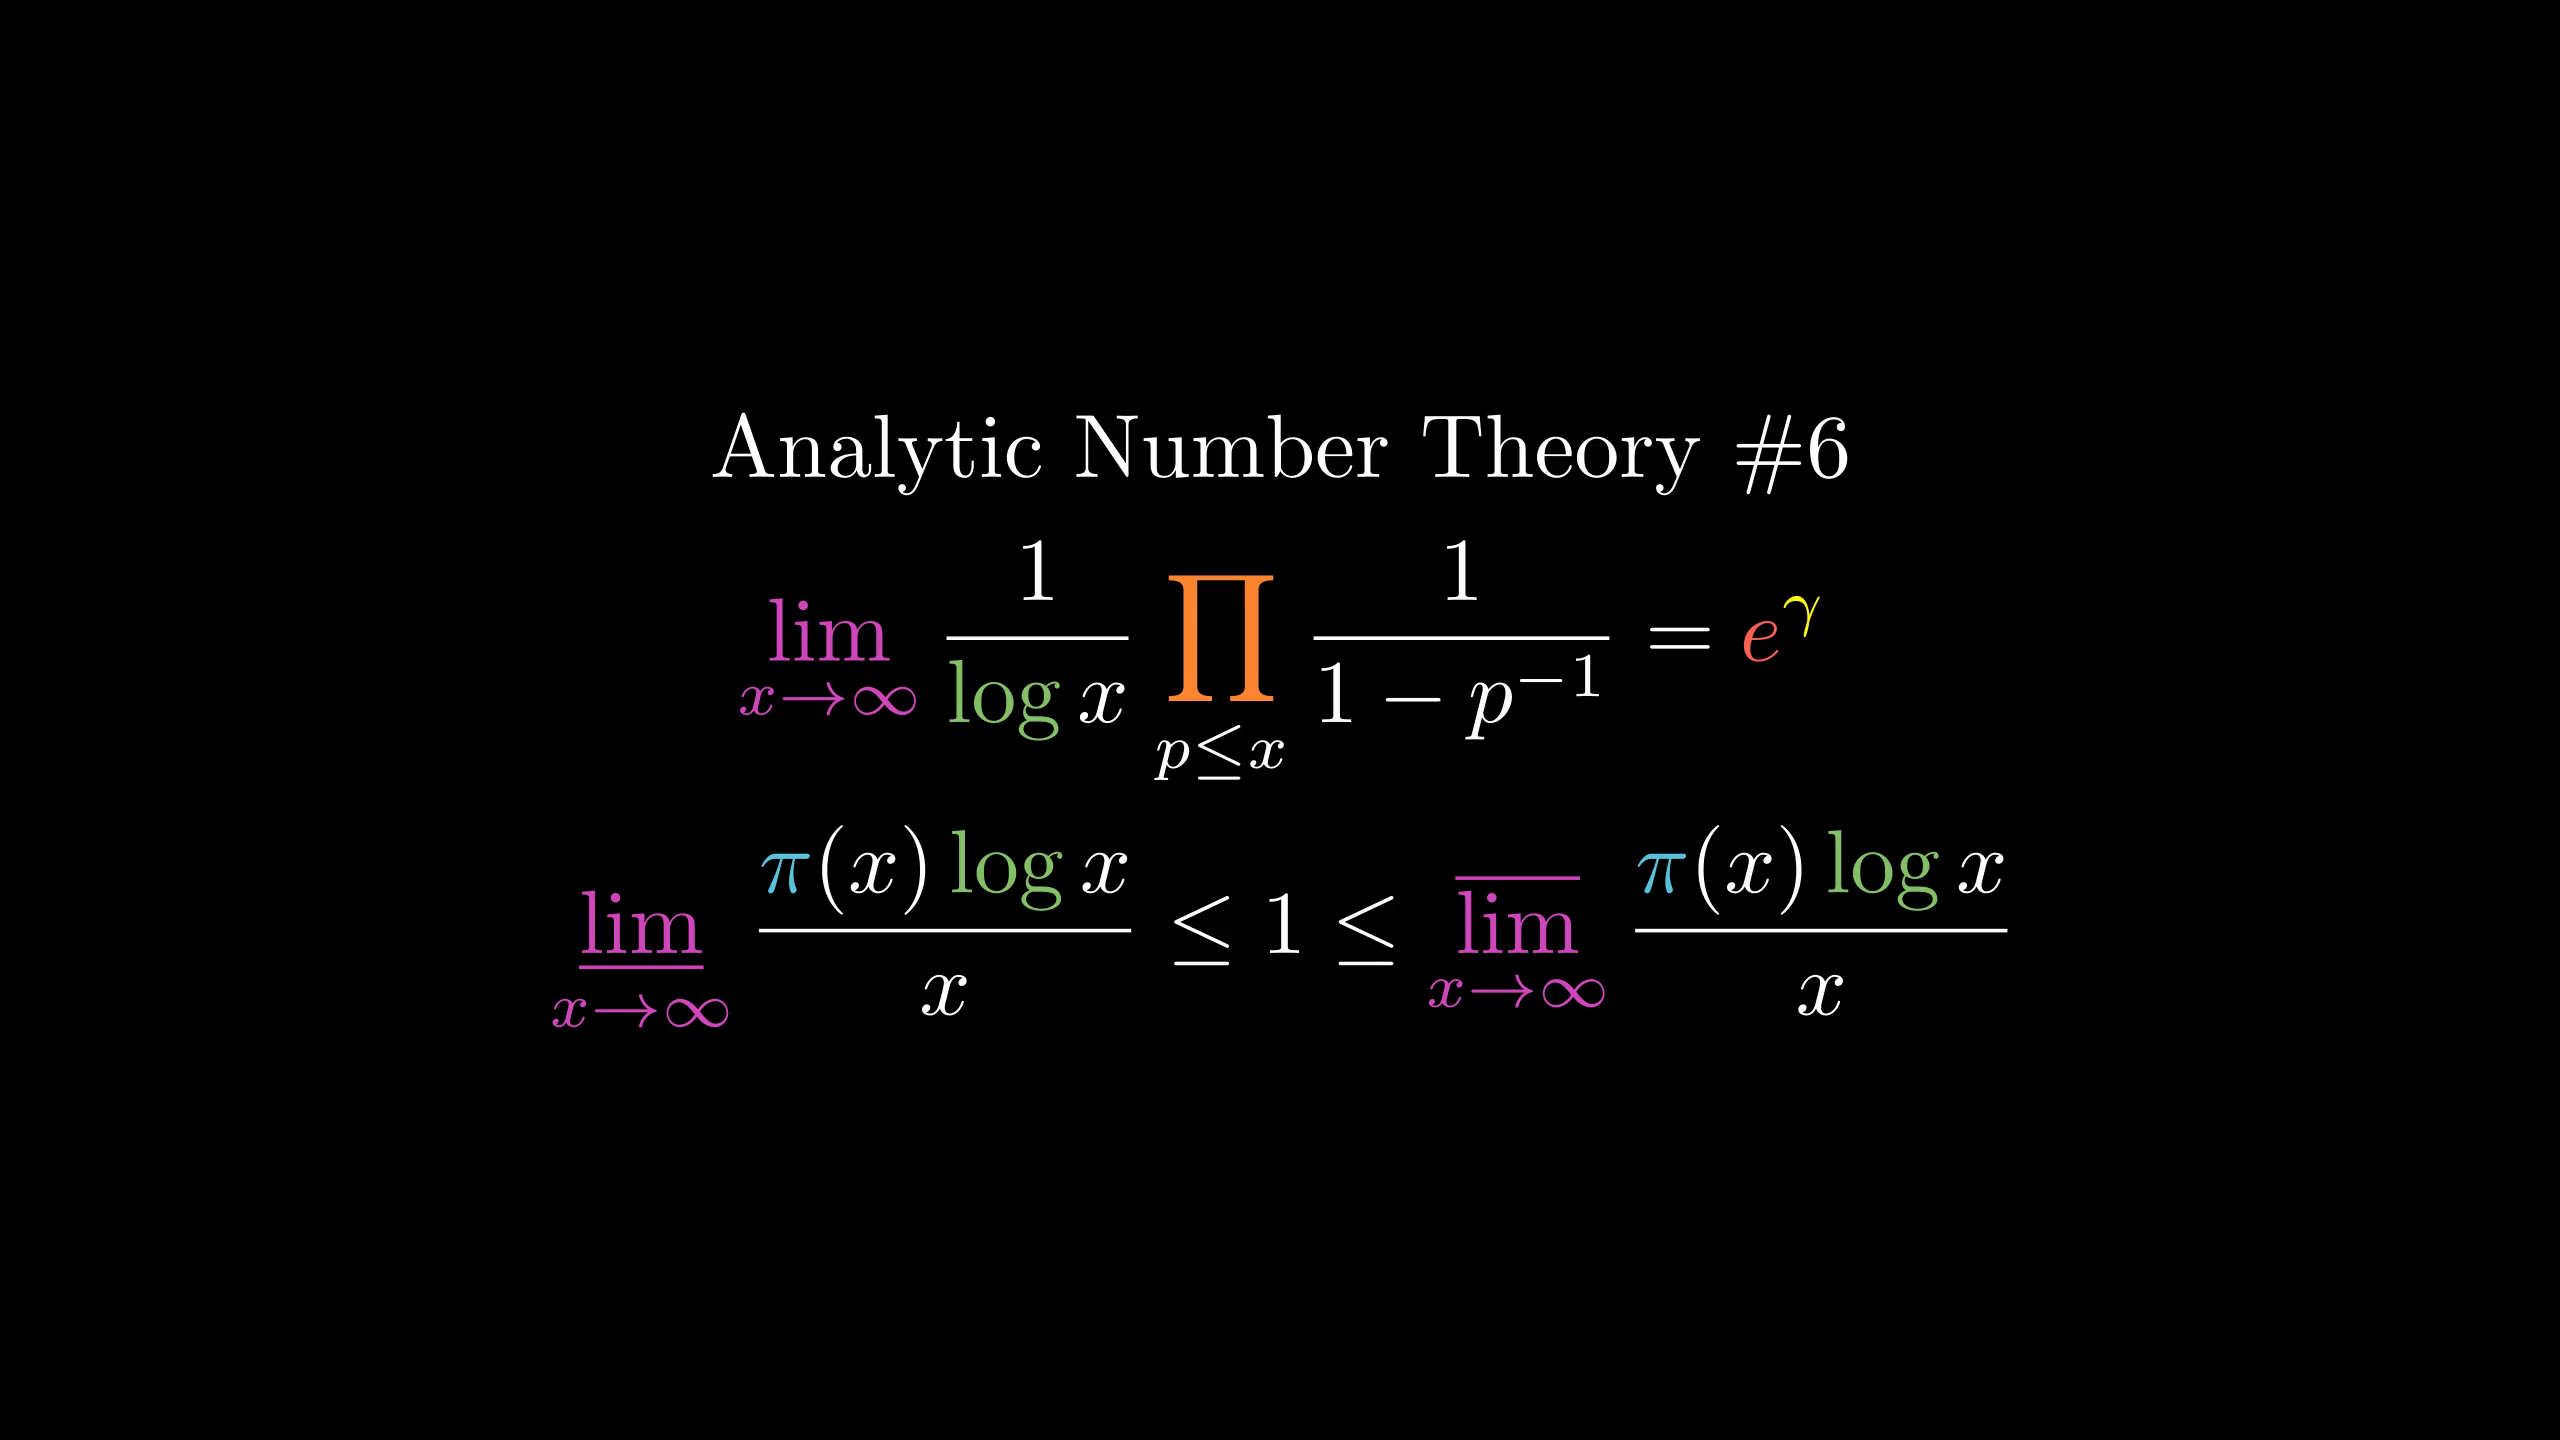 Analytic Number Theory #6
\lim_{x \to \infty} \frac{1}{\log x} \prod_{p \leq x} \frac{1}{1 - p^{-1}} = e^{\gamma}
\varliminf_{x \to \infty} \frac{\pi(x) \log x}{x} \leq 1 \leq \varlimsup_{x \to \infty} \frac{\pi(x) \log x}{x}